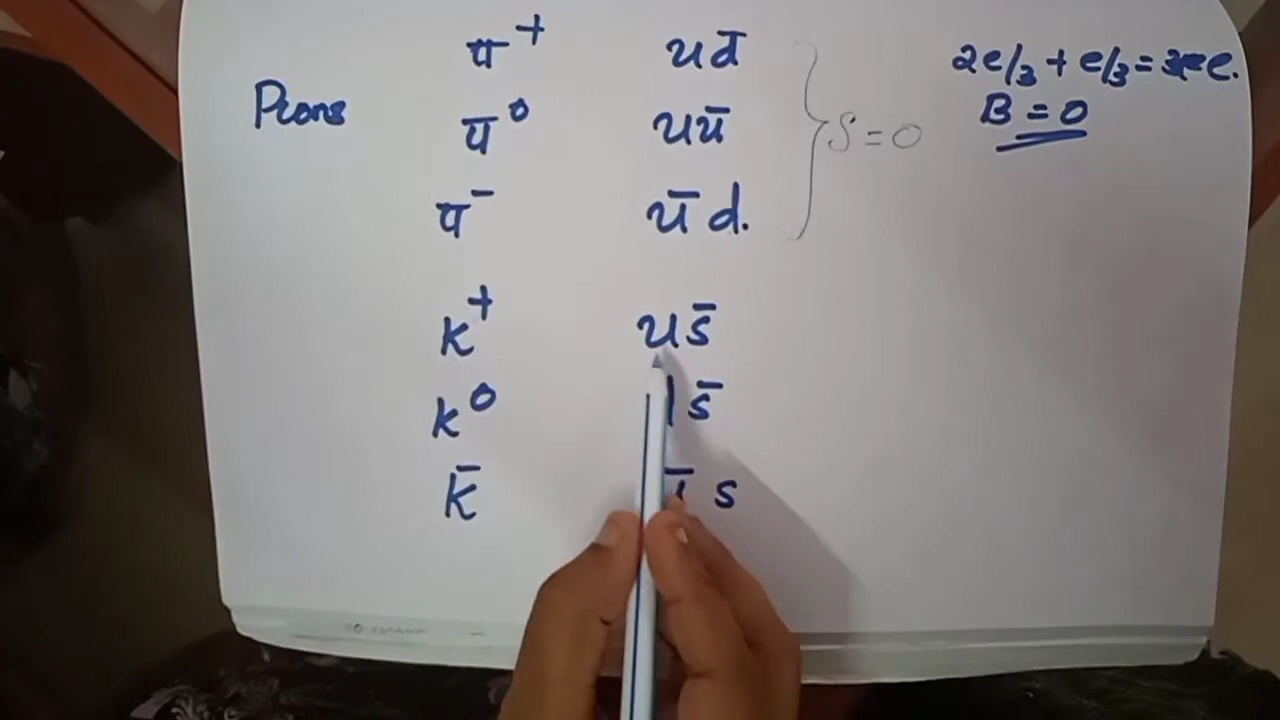 π⁺ ud̄ 2e/3 + e/3 = e.
Pions π⁰ uū S = 0 B = 0
π⁻ ūd.
K⁺ us̄
K⁰ s̄
K̄ s